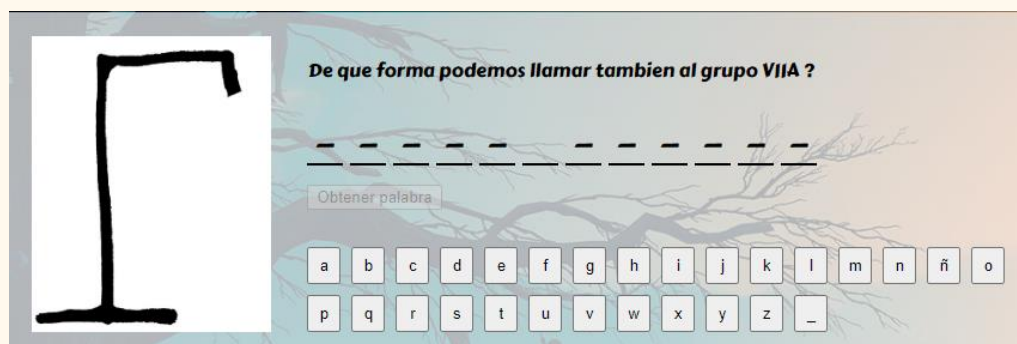 De que forma podemos llamar tambien al grupo VIIA ?
_ _ _ _ _   _ _ _ _ _ _
Obtener palabra
a b c d e f g h i j k l m n ñ o
p q r s t u v w x y z _